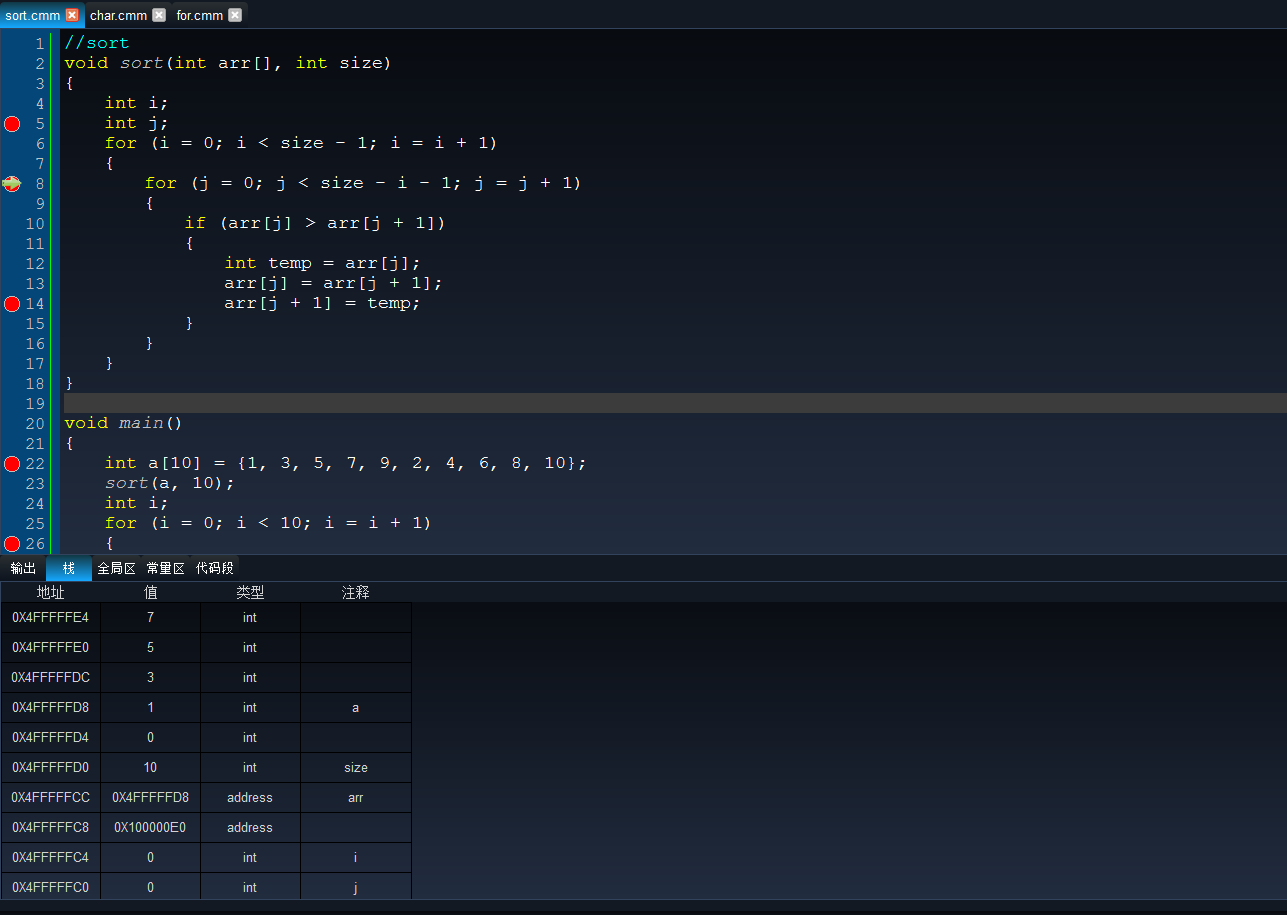 sort.cmm char.cmm for.cmm
1 //sort
2 void sort(int arr[], int size)
3 {
4     int i;
5     int j;
6     for (i = 0; i < size - 1; i = i + 1)
7     {
8         for (j = 0; j < size - i - 1; j = j + 1)
9         {
10             if (arr[j] > arr[j + 1])
11             {
12                 int temp = arr[j];
13                 arr[j] = arr[j + 1];
14                 arr[j + 1] = temp;
15             }
16         }
17     }
18 }
19
20 void main()
21 {
22     int a[10] = {1, 3, 5, 7, 9, 2, 4, 6, 8, 10};
23     sort(a, 10);
24     int i;
25     for (i = 0; i < 10; i = i + 1)
26     {
输出 栈 全局区 常量区 代码段
地址 值 类型 注释
0X4FFFFFE4 7 int
0X4FFFFFE0 5 int
0X4FFFFFDC 3 int
0X4FFFFFD8 1 int a
0X4FFFFFD4 0 int
0X4FFFFFD0 10 int size
0X4FFFFFCC 0X4FFFFFD8 address arr
0X4FFFFFC8 0X100000E0 address
0X4FFFFFC4 0 int i
0X4FFFFFC0 0 int j